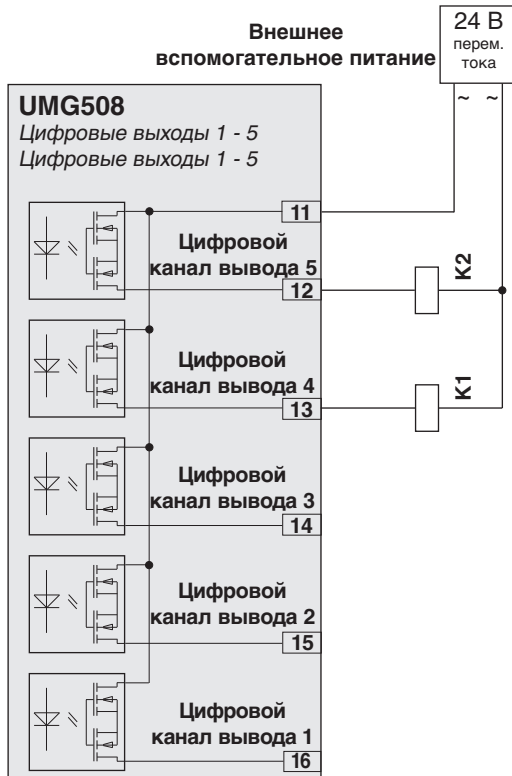 24 В
перем.
тока
Внешнее
вспомогательное питание
~ ~
UMG508
Цифровые выходы 1 - 5
Цифровые выходы 1 - 5
11
Цифровой
канал вывода 5
12
K2
Цифровой
канал вывода 4
13
K1
Цифровой
канал вывода 3
14
Цифровой
канал вывода 2
15
Цифровой
канал вывода 1
16